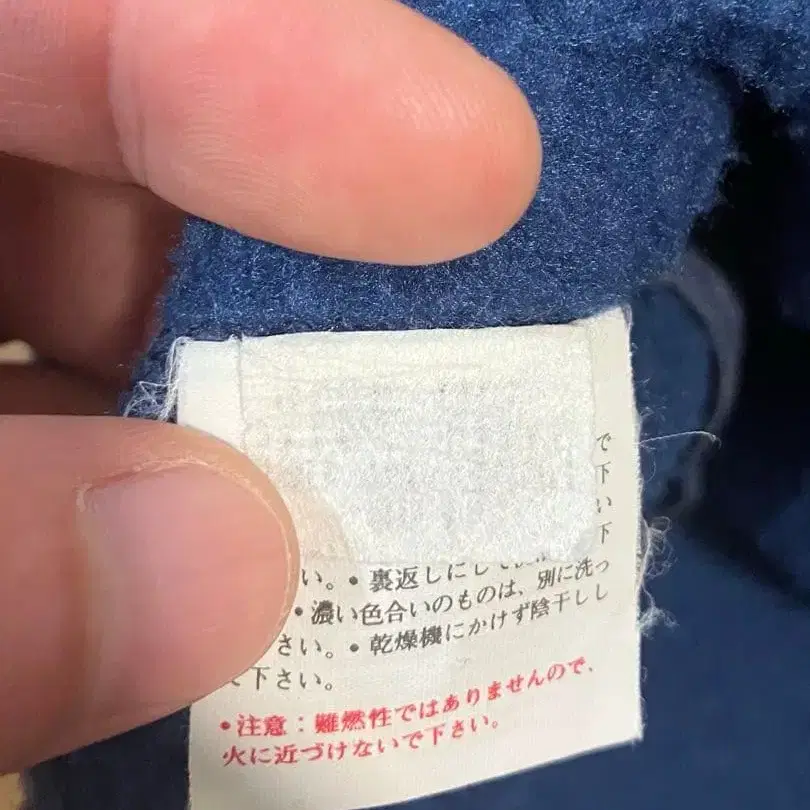 で
下
い
下
い。• 裏返しにして
• 濃い色合いのものは、別に洗っ
さい。• 乾燥機にかけず陰干しし
て下さい。
• 注意：難燃性ではありませんので、
火に近づけないで下さい。